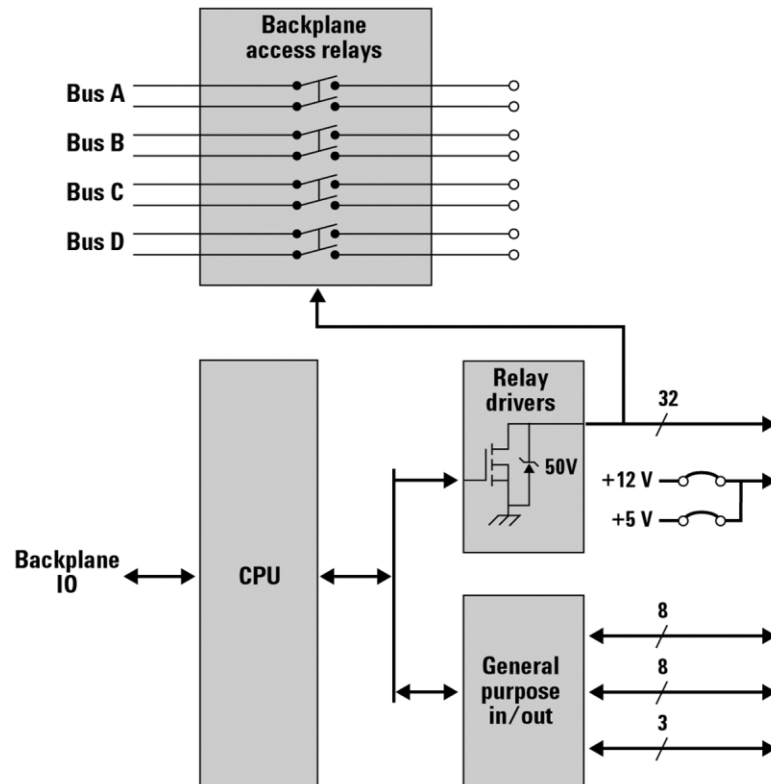 Backplane
access relays
Bus A
Bus B
Bus C
Bus D
Relay
drivers
50V
32
+12 V
+5 V
Backplane
IO
CPU
General
purpose
in/out
8
8
3